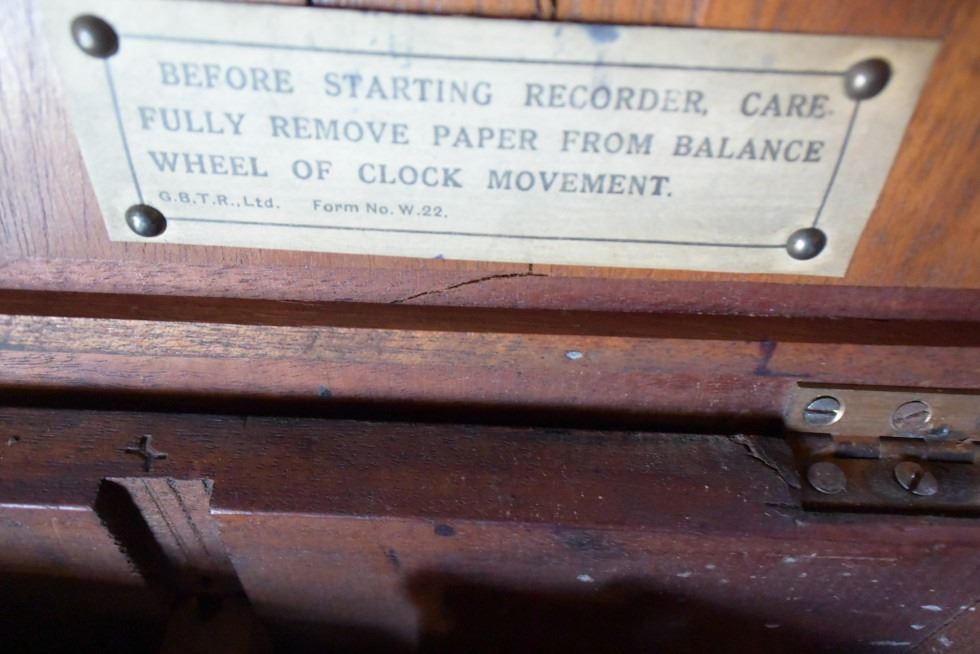 BEFORE STARTING RECORDER, CARE-
FULLY REMOVE PAPER FROM BALANCE
WHEEL OF CLOCK MOVEMENT.
G.B.T.R.,Ltd. Form No. W.22.